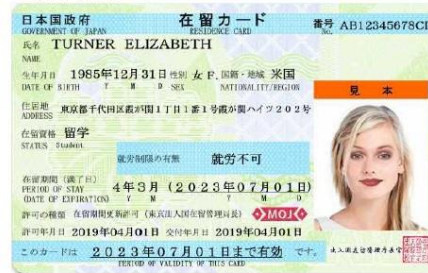 日本国政府 在留カード 番号 AB12345678CD
GOVERNMENT OF JAPAN RESIDENCE CARD No.
氏名 TURNER ELIZABETH
NAME
生年月日 1985年12月31日 性別 女 F. 国籍・地域 米国
DATE OF BIRTH Y M D SEX NATIONALITY/REGION
見本
住居地 東京都千代田区霞が関1丁目1番1号霞が関ハイツ202号
ADDRESS
在留資格 留学
STATUS Student
就労制限の有無 就労不可
在留期間(満了日) 4年3月(2023年07月01日)
PERIOD OF STAY
(DATE OF EXPIRATION) Y M Y M D
許可の種類 在留期間更新許可(東京出入国在留管理局長) MOJ
許可年月日 2019年04月01日 交付年月日 2019年04月01日
このカードは 2023年07月01日まで有効 です。
PERIOD OF VALIDITY OF THIS CARD
出入国在留管理庁長官